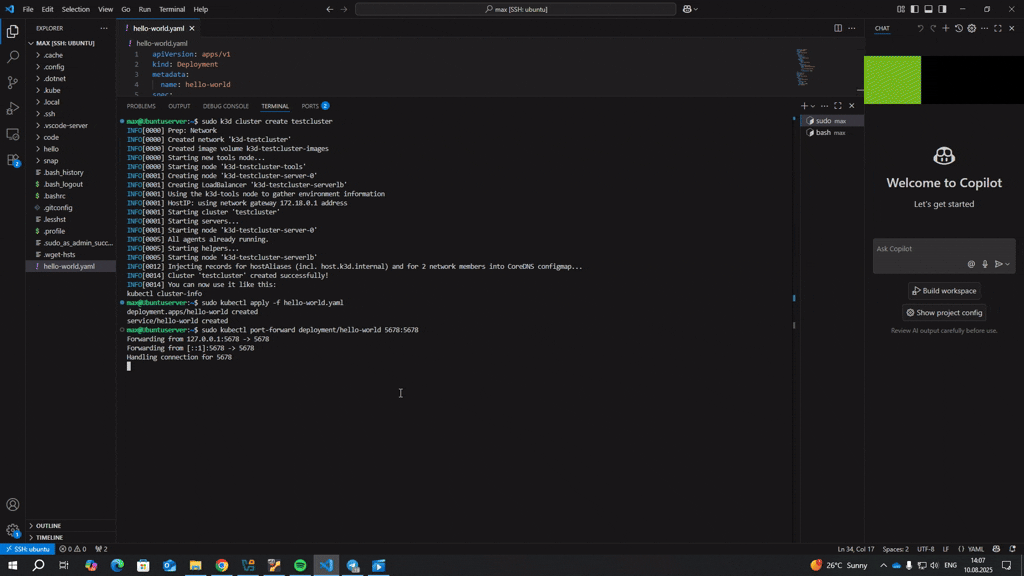 File Edit Selection View Go Run Terminal Help
max [SSH: ubuntu]
EXPLORER
MAX [SSH: UBUNTU]
.cache
.config
.dotnet
.kube
.local
.ssh
.vscode-server
code
hello
snap
.bash_history
.bash_logout
.bashrc
.gitconfig
.lesshst
.profile
.sudo_as_admin_succ...
.wget-hsts
hello-world.yaml
OUTLINE
TIMELINE
hello-world.yaml
hello-world.yaml
1 apiVersion: apps/v1
2 kind: Deployment
3 metadata:
4 name: hello-world
5 spec:
PROBLEMS OUTPUT DEBUG CONSOLE TERMINAL PORTS 2
max@Ubuntuserver:~$ sudo k3d cluster create testcluster
INFO[0000] Prep: Network
INFO[0000] Created network 'k3d-testcluster'
INFO[0000] Created image volume k3d-testcluster-images
INFO[0000] Starting new tools node...
INFO[0000] Starting node 'k3d-testcluster-tools'
INFO[0001] Creating node 'k3d-testcluster-server-0'
INFO[0001] Creating LoadBalancer 'k3d-testcluster-serverlb'
INFO[0001] Using the k3d-tools node to gather environment information
INFO[0001] HostIP: using network gateway 172.18.0.1 address
INFO[0001] Starting cluster 'testcluster'
INFO[0001] Starting servers...
INFO[0001] Starting node 'k3d-testcluster-server-0'
INFO[0005] All agents already running.
INFO[0005] Starting helpers...
INFO[0005] Starting node 'k3d-testcluster-serverlb'
INFO[0012] Injecting records for hostAliases (incl. host.k3d.internal) and for 2 network members into CoreDNS configmap...
INFO[0014] Cluster 'testcluster' created successfully!
INFO[0014] You can now use it like this:
kubectl cluster-info
max@Ubuntuserver:~$ sudo kubectl apply -f hello-world.yaml
deployment.apps/hello-world created
service/hello-world created
max@Ubuntuserver:~$ sudo kubectl port-forward deployment/hello-world 5678:5678
Forwarding from 127.0.0.1:5678 -> 5678
Forwarding from [::1]:5678 -> 5678
Handling connection for 5678
sudo max
bash max
CHAT
Welcome to Copilot
Let's get started
Ask Copilot
Build workspace
Show project config
Review AI output carefully before use.
2
1
SSH: ubuntu 0 0 2
Ln 34, Col 17 Spaces: 2 UTF-8 LF {} YAML
26°C Sunny ENG 14:07
10.08.2025